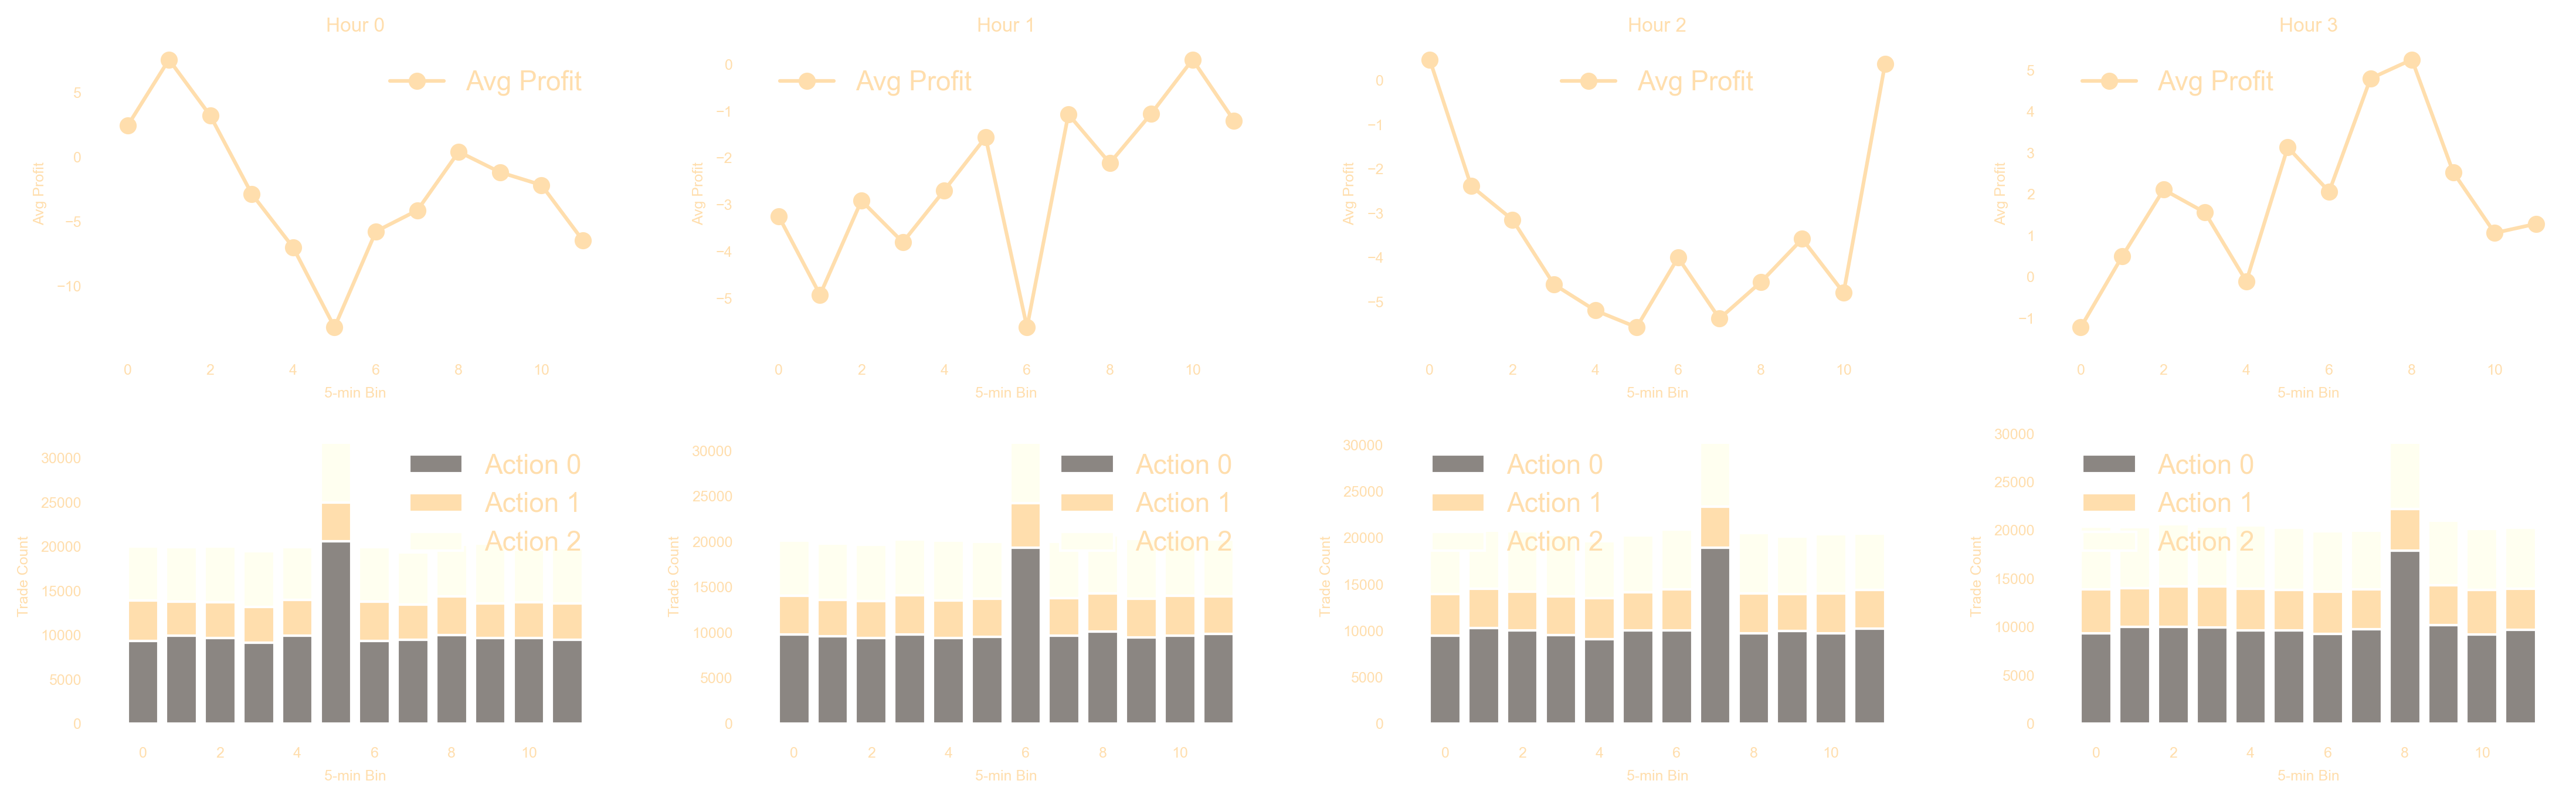 Hour 0
Avg Profit
5
0
−5
−10
Avg Profit
0 2 4 6 8 10
5-min Bin
Hour 1
Avg Profit
0
−1
−2
−3
−4
−5
Avg Profit
0 2 4 6 8 10
5-min Bin
Hour 2
Avg Profit
0
−1
−2
−3
−4
−5
Avg Profit
0 2 4 6 8 10
5-min Bin
Hour 3
Avg Profit
5
4
3
2
1
0
−1
Avg Profit
0 2 4 6 8 10
5-min Bin
30000
25000
20000
15000
10000
5000
0
Trade Count
Action 0
Action 1
Action 2
0 2 4 6 8 10
5-min Bin
30000
25000
20000
15000
10000
5000
0
Trade Count
Action 0
Action 1
Action 2
0 2 4 6 8 10
5-min Bin
30000
25000
20000
15000
10000
5000
0
Trade Count
Action 0
Action 1
Action 2
0 2 4 6 8 10
5-min Bin
30000
25000
20000
15000
10000
5000
0
Trade Count
Action 0
Action 1
Action 2
0 2 4 6 8 10
5-min Bin